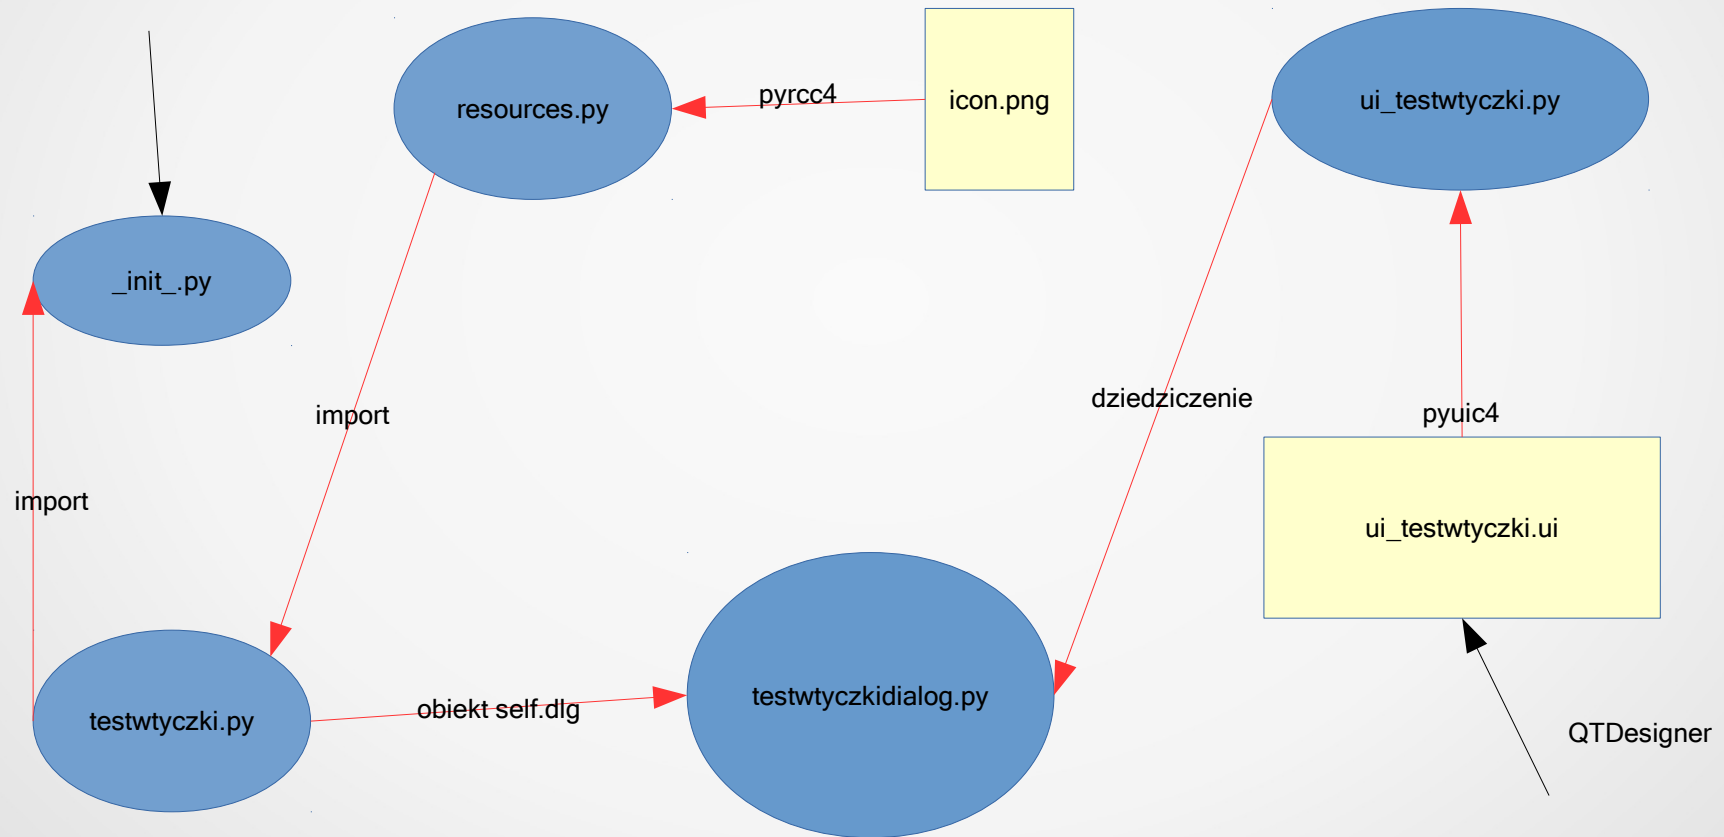 resources.py
pyrcc4
icon.png
ui_testwtyczki.py
_init_.py
import
dziedziczenie
pyuic4
import
ui_testwtyczki.ui
testwtyczki.py
obiekt self.dlg
testwtyczkidialog.py
QTDesigner